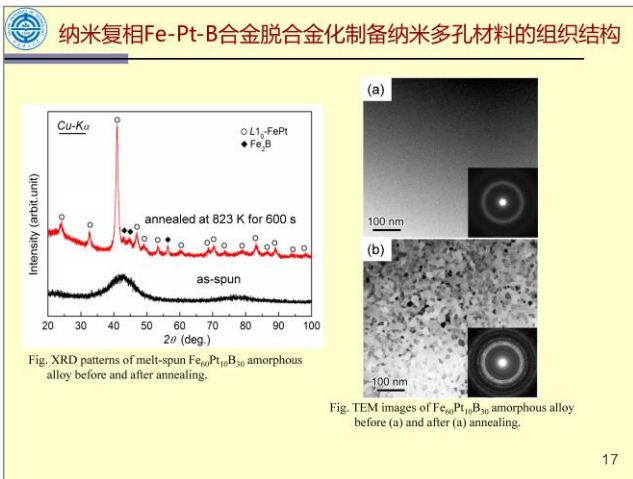 纳米复相Fe-Pt-B合金脱合金化制备纳米多孔材料的组织结构
Cu-Kα
○ L1₀-FePt
◆ Fe₂B
annealed at 823 K for 600 s
as-spun
Intensity (arbit.unit)
20 30 40 50 60 70 80 90 100
2θ (deg.)
Fig. XRD patterns of melt-spun Fe₆₀Pt₁₀B₃₀ amorphous
alloy before and after annealing.
(a)
100 nm
(b)
100 nm
Fig. TEM images of Fe₆₀Pt₁₀B₃₀ amorphous alloy
before (a) and after (a) annealing.
17